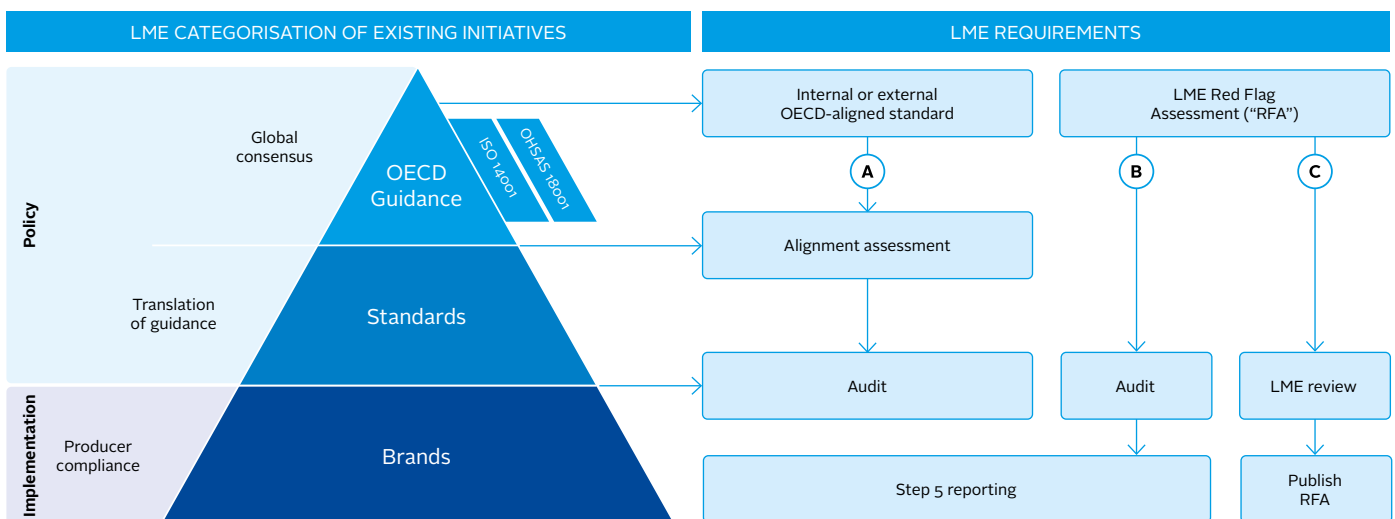 LME CATEGORISATION OF EXISTING INITIATIVES
LME REQUIREMENTS
Policy
Global
consensus
OECD
Guidance
ISO 14001
OHSAS 18001
Translation
of guidance
Standards
Implementation
Producer
compliance
Brands
Internal or external
OECD-aligned standard
A
Alignment assessment
Audit
LME Red Flag
Assessment (“RFA”)
B
C
Audit
LME review
Step 5 reporting
Publish
RFA